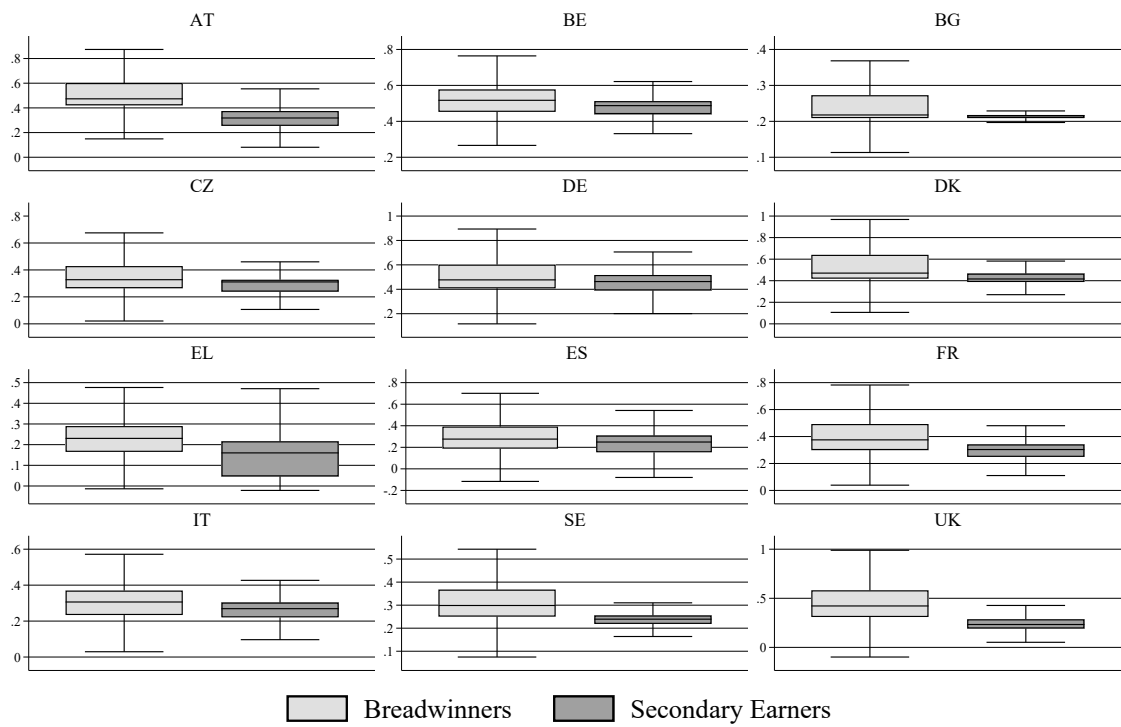 AT BE BG
.8 .6 .4 .2 0
.8 .6 .4 .2
.4 .3 .2 .1
CZ DE DK
.8 .6 .4 .2 0
1 .8 .6 .4 .2
1 .8 .6 .4 .2 0
EL ES FR
.5 .4 .3 .2 .1 0
.8 .6 .4 .2 0 -.2
.8 .6 .4 .2 0
IT SE UK
.6 .4 .2 0
.5 .4 .3 .2 .1
1 .5 0
Breadwinners Secondary Earners